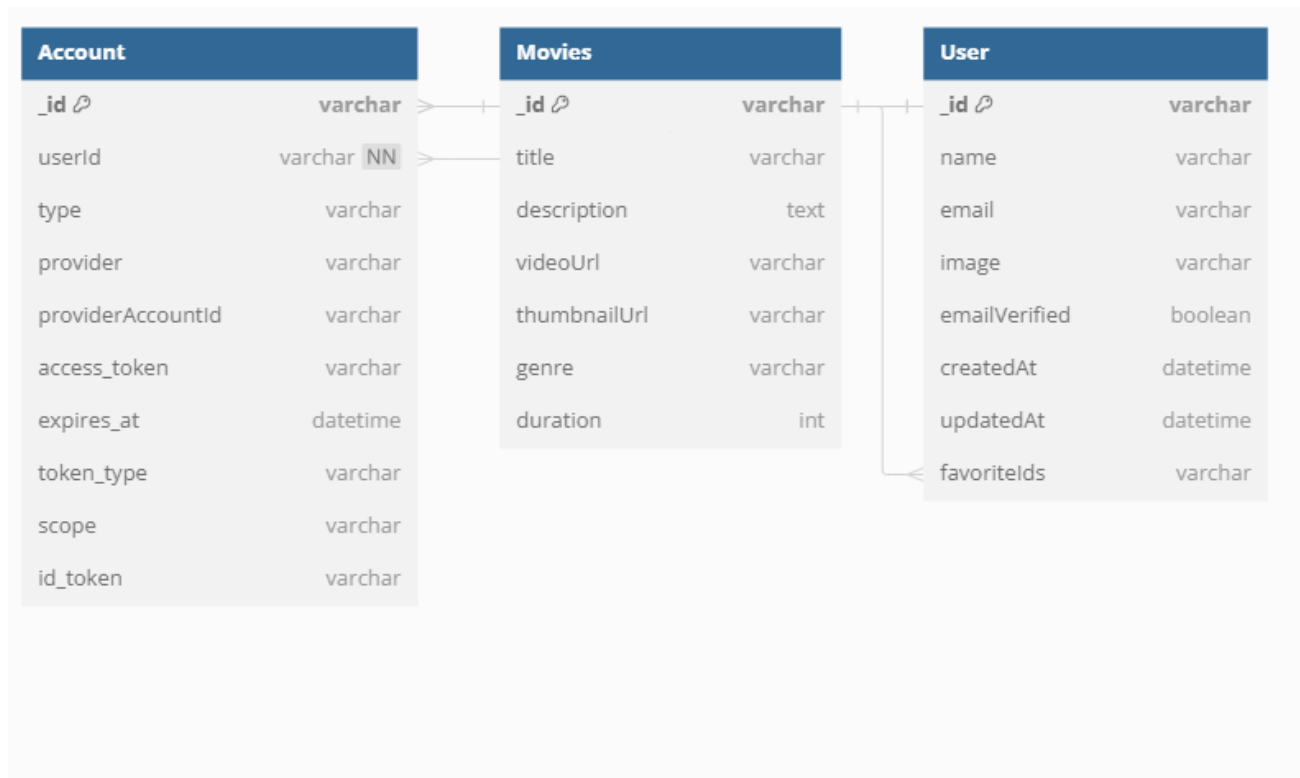 Account
_id varchar
userId varchar NN
type varchar
provider varchar
providerAccountId varchar
access_token varchar
expires_at datetime
token_type varchar
scope varchar
id_token varchar
Movies
_id varchar
title varchar
description text
videoUrl varchar
thumbnailUrl varchar
genre varchar
duration int
User
_id varchar
name varchar
email varchar
image varchar
emailVerified boolean
createdAt datetime
updatedAt datetime
favoriteIds varchar